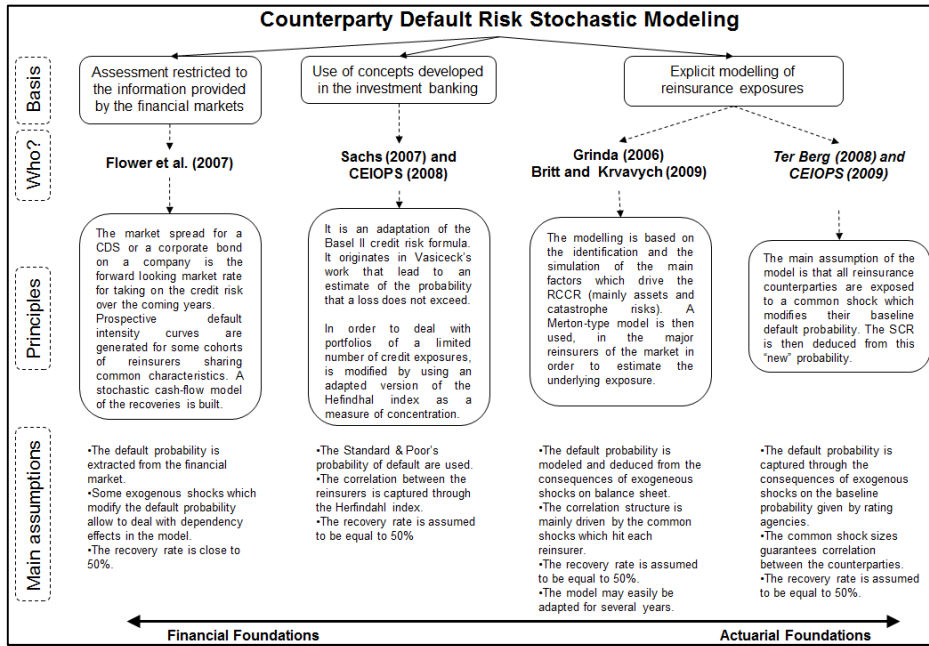 Counterparty Default Risk Stochastic Modeling
Basis
Assessment restricted to
the information provided
by the financial markets
Use of concepts developed
in the investment banking
Explicit modelling of
reinsurance exposures
Who?
Flower et al. (2007)
Sachs (2007) and
CEIOPS (2008)
Grinda (2006)
Britt and Krvavych (2009)
Ter Berg (2008) and
CEIOPS (2009)
Principles
The market spread for a
CDS or a corporate bond
on a company is the
forward looking market rate
for taking on the credit risk
over the coming years.
Prospective default
intensity curves are
generated for some cohorts
of reinsurers sharing
common characteristics. A
stochastic cash-flow model
of the recoveries is built.
It is an adaptation of the
Basel II credit risk formula.
It originates in Vasiceck's
work that lead to an
estimate of the probability
that a loss does not exceed.
In order to deal with
portfolios of a limited
number of credit exposures,
is modified by using an
adapted version of the
Hefindhal index as a
measure of concentration.
The modelling is based on
the identification and the
simulation of the main
factors which drive the
RCCR (mainly assets and
catastrophe risks). A
Merton-type model is then
used, in the major
reinsurers of the market in
order to estimate the
underlying exposure.
The main assumption of the
model is that all reinsurance
counterparties are exposed
to a common shock which
modifies their baseline
default probability. The SCR
is then deduced from this
"new" probability.
Main assumptions
•The default probability is
extracted from the financial
market.
•Some exogenous shocks which
modify the default probability
allow to deal with dependency
effects in the model.
•The recovery rate is close to
50%.
•The Standard & Poor's
probability of default are used.
•The correlation between the
reinsurers is captured through
the Herfindahl index.
•The recovery rate is assumed
to be equal to 50%
•The default probability is
modeled and deduced from the
consequences of exogeneous
shocks on balance sheet.
•The correlation structure is
mainly driven by the common
shocks which hit each
reinsurer.
•The recovery rate is assumed
to be equal to 50%.
•The model may easily be
adapted for several years.
•The default probability is
captured through the
consequences of exogenous
shocks on the baseline
probability given by rating
agencies.
•The common shock sizes
guarantees correlation
between the counterparties.
•The recovery rate is assumed
to be equal to 50%.
Financial Foundations
Actuarial Foundations